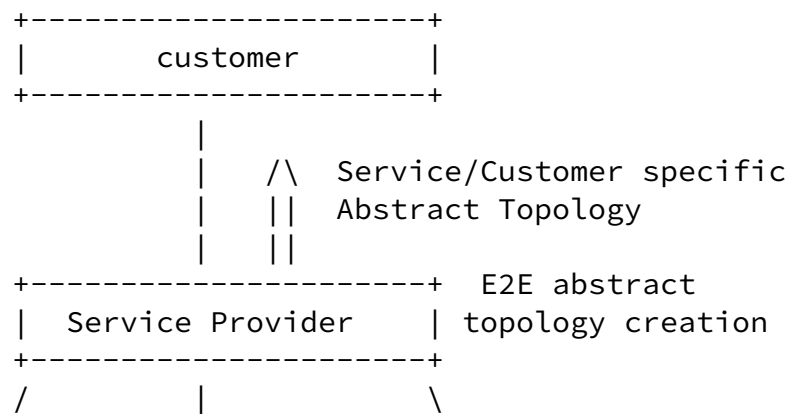 customer
Service/Customer specific
Abstract Topology
E2E abstract
Service Provider topology creation